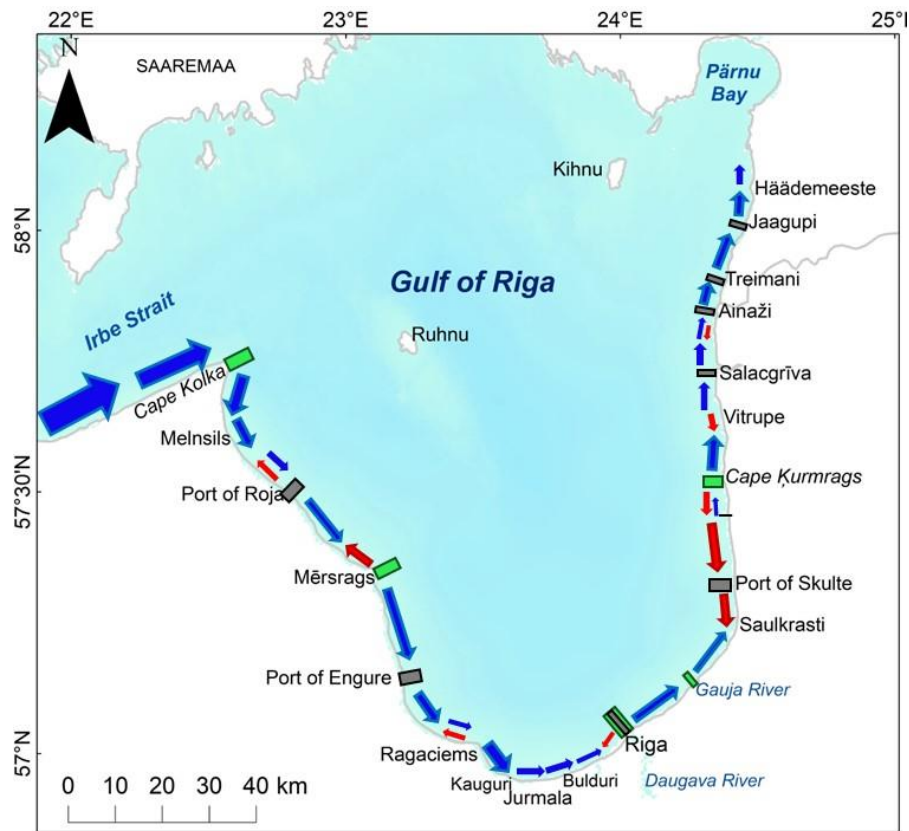 22°E 23°E 24°E 25°E
N
SAAREMAA
Pärnu
Bay
Kihnu
Häädemeeste
Jaagupi
58°N
Treimani
Gulf of Riga
Ainaži
Irbe Strait
Ruhnu
Salacgrīva
Cape Kolka
Vitrupe
Melnsils
Cape Ķurmrags
57°30'N
Port of Roja
Mērsrags
Port of Skulte
Saulkrasti
Port of Engure
Gauja River
Riga
Ragaciems
57°N
Kauguri
Bulduri
Daugava River
Jurmala
0 10 20 30 40 km